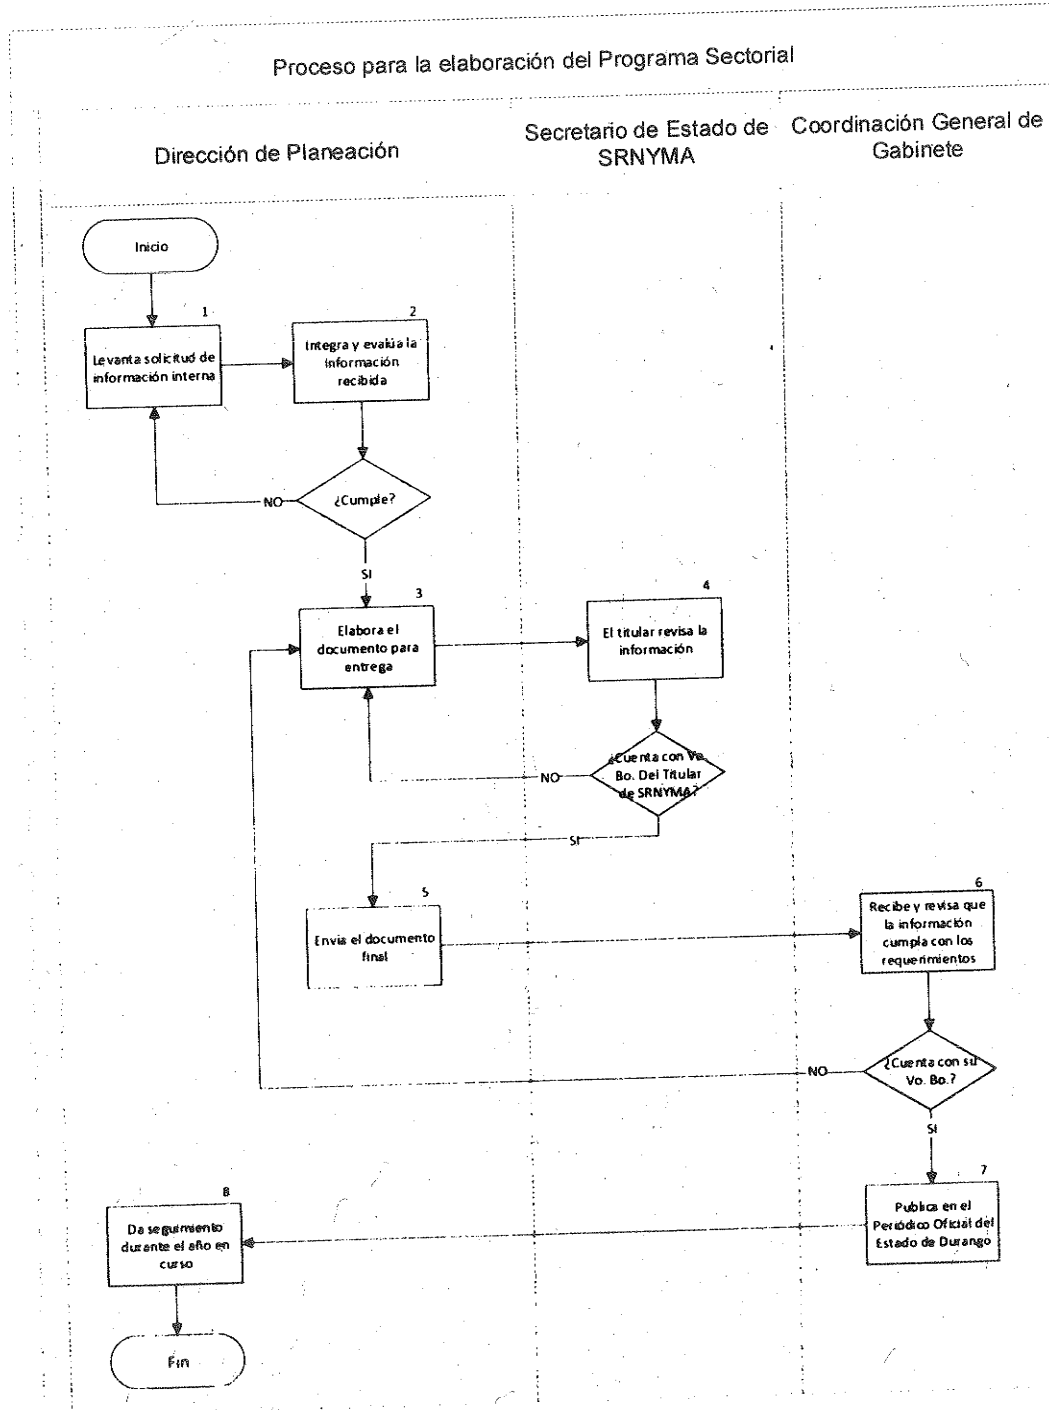 Proceso para la elaboración del Programa Sectorial
Dirección de Planeación
Secretario de Estado de
SRNYMA
Coordinación General de
Gabinete
Inicio
1
Levanta solicitud de
información interna
2
Integra y evalúa la
Información
recibida
¿Cumple?
NO
SI
3
Elabora el
documento para
entrega
4
El titular revisa la
información
¿Cuenta con Vo.
Bo. Del Titular
de SRNYMA?
NO
SI
5
Envía el documento
final
6
Recibe y revisa que
la información
cumpla con los
requerimientos
¿Cuenta con su
Vo. Bo.?
NO
SI
7
Publica en el
Periódico Oficial del
Estado de Durango
8
Da seguimiento
durante el año en
curso
Fin